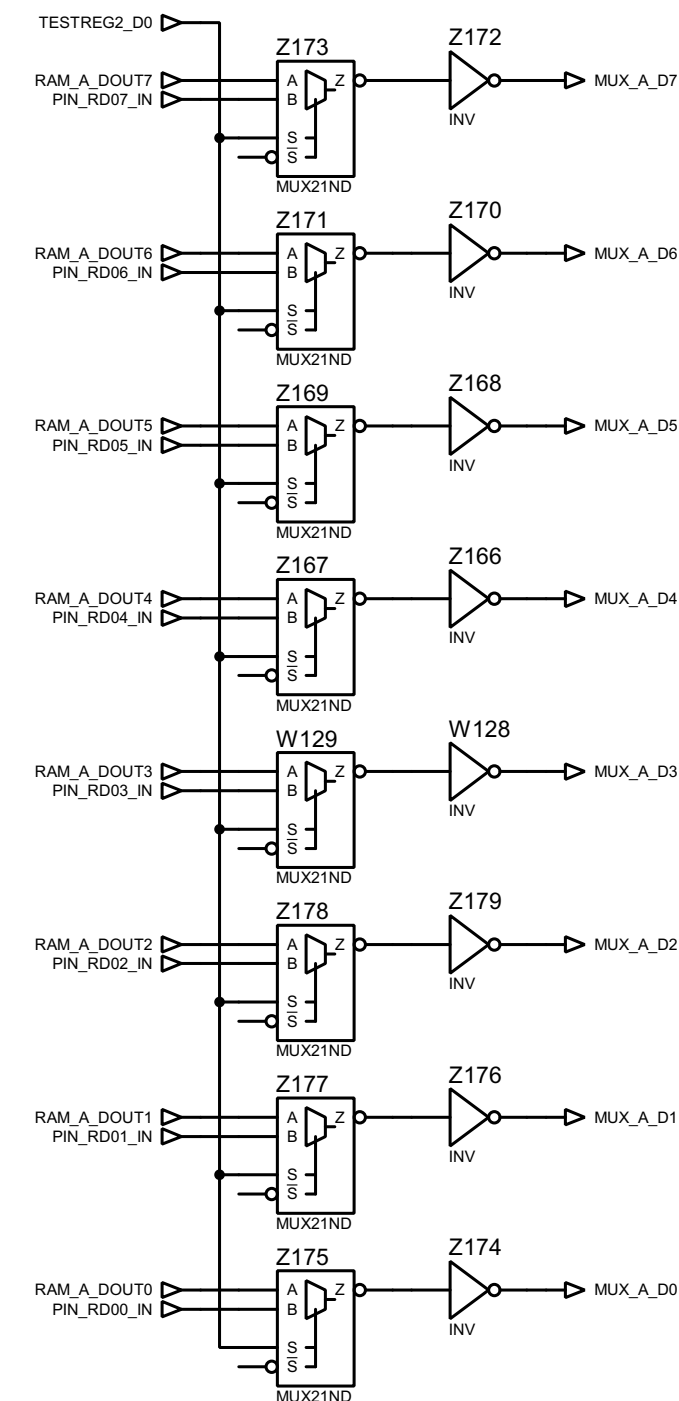 TESTREG2_D0
Z173
Z172
RAM_A_DOUT7 A Z MUX_A_D7
PIN_RD07_IN B
INV
S
S̅
MUX21ND
Z171
Z170
RAM_A_DOUT6 A Z MUX_A_D6
PIN_RD06_IN B
INV
S
S̅
MUX21ND
Z169
Z168
RAM_A_DOUT5 A Z MUX_A_D5
PIN_RD05_IN B
INV
S
S̅
MUX21ND
Z167
Z166
RAM_A_DOUT4 A Z MUX_A_D4
PIN_RD04_IN B
INV
S
S̅
MUX21ND
W129
W128
RAM_A_DOUT3 A Z MUX_A_D3
PIN_RD03_IN B
INV
S
S̅
MUX21ND
Z178
Z179
RAM_A_DOUT2 A Z MUX_A_D2
PIN_RD02_IN B
INV
S
S̅
MUX21ND
Z177
Z176
RAM_A_DOUT1 A Z MUX_A_D1
PIN_RD01_IN B
INV
S
S̅
MUX21ND
Z175
Z174
RAM_A_DOUT0 A Z MUX_A_D0
PIN_RD00_IN B
INV
S
S̅
MUX21ND